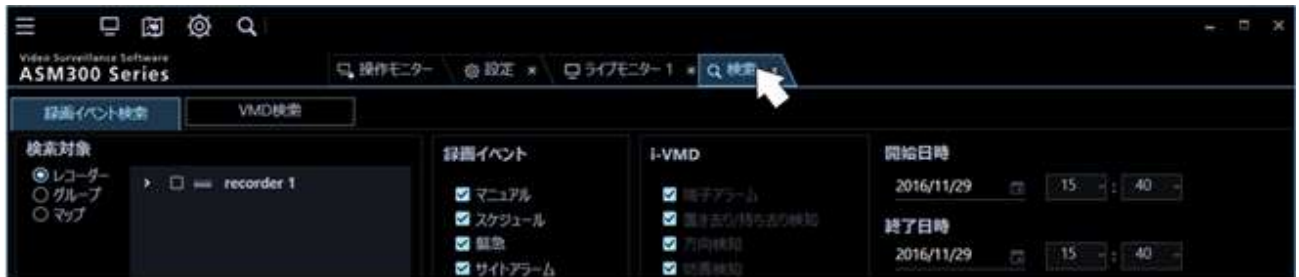 Video Surveillance Software
ASM300 Series
操作モニター
設定
ライブモニター 1
検索
録画イベント検索
VMD検索
検索対象
レコーダー
グループ
マップ
recorder 1
録画イベント
マニュアル
スケジュール
緊急
サイトアラーム
i-VMD
端子アラーム
置き去り/持ち去り検知
方向検知
妨害検知
開始日時
2016/11/29
15 : 40
終了日時
2016/11/29
15 : 40